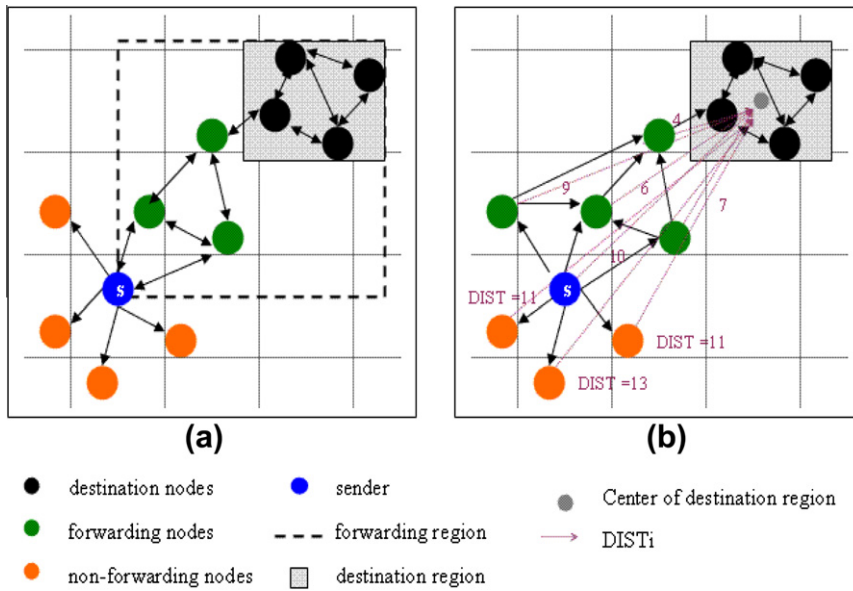 4
9
6
7
S
S
10
DIST =11
DIST =11
DIST =13
(a)
(b)
destination nodes
sender
Center of destination region
forwarding nodes
forwarding region
DISTi
non-forwarding nodes
destination region